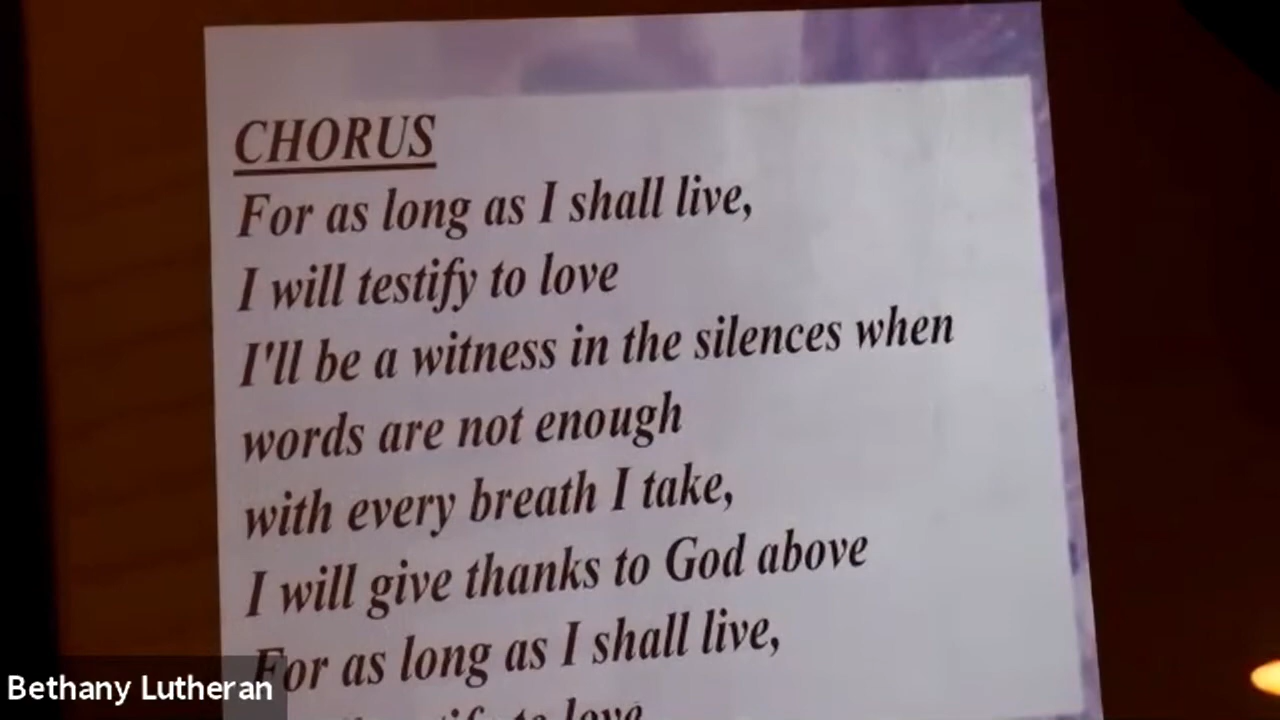 CHORUS
For as long as I shall live,
I will testify to love
I'll be a witness in the silences when
words are not enough
with every breath I take,
I will give thanks to God above
For as long as I shall live,
to love
Bethany Lutheran